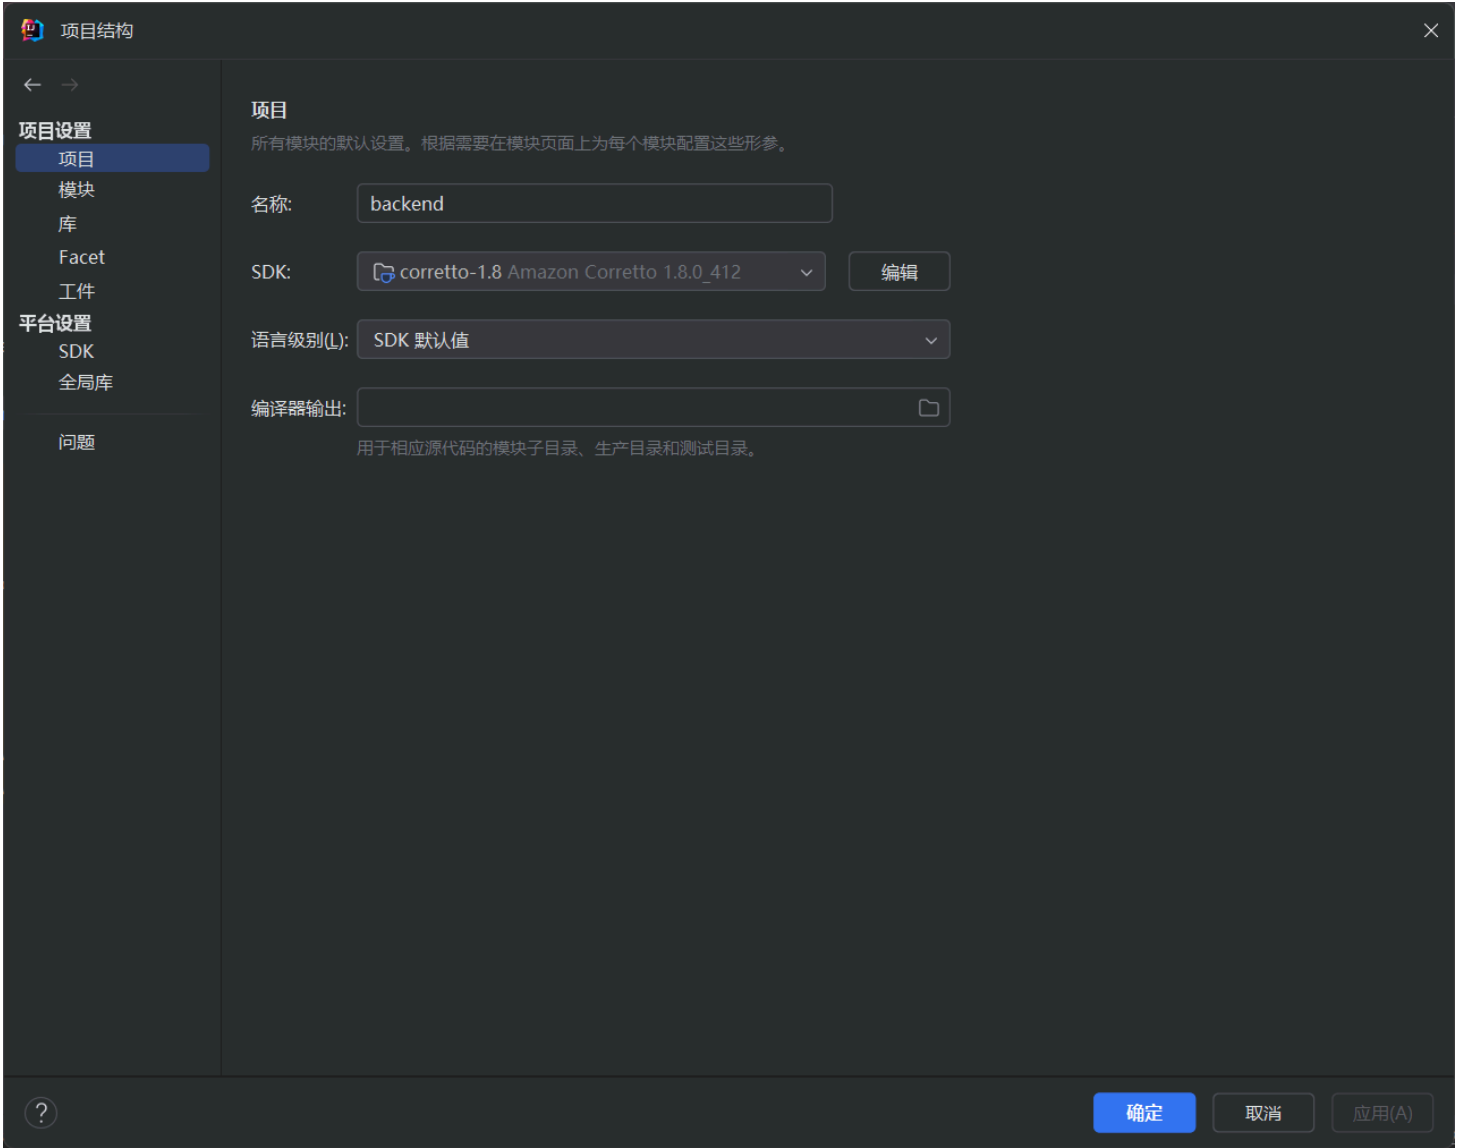 项目结构
项目设置
项目
模块
库
Facet
工件
平台设置
SDK
全局库
问题
项目
所有模块的默认设置。根据需要在模块页面上为每个模块配置这些形参。
名称: backend
SDK: corretto-1.8 Amazon Corretto 1.8.0_412 编辑
语言级别(L): SDK 默认值
编译器输出:
用于相应源代码的模块子目录、生产目录和测试目录。
? 确定 取消 应用(A)